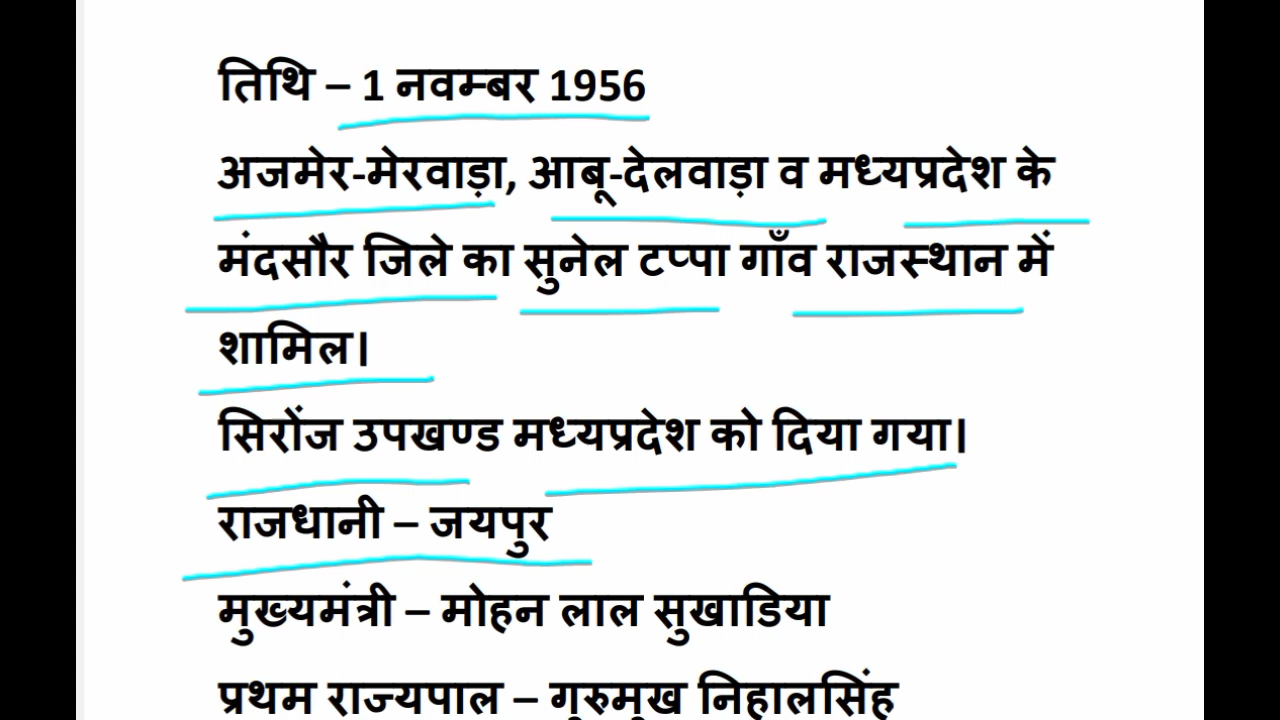 तिथि – 1 नवम्बर 1956
अजमेर-मेरवाड़ा, आबू-देलवाड़ा व मध्यप्रदेश के
मंदसौर जिले का सुनेल टप्पा गाँव राजस्थान में
शामिल।
सिरोंज उपखण्ड मध्यप्रदेश को दिया गया।
राजधानी – जयपुर
मुख्यमंत्री – मोहन लाल सुखाडिया
प्रथम राज्यपाल – गुरुमुख निहालसिंह